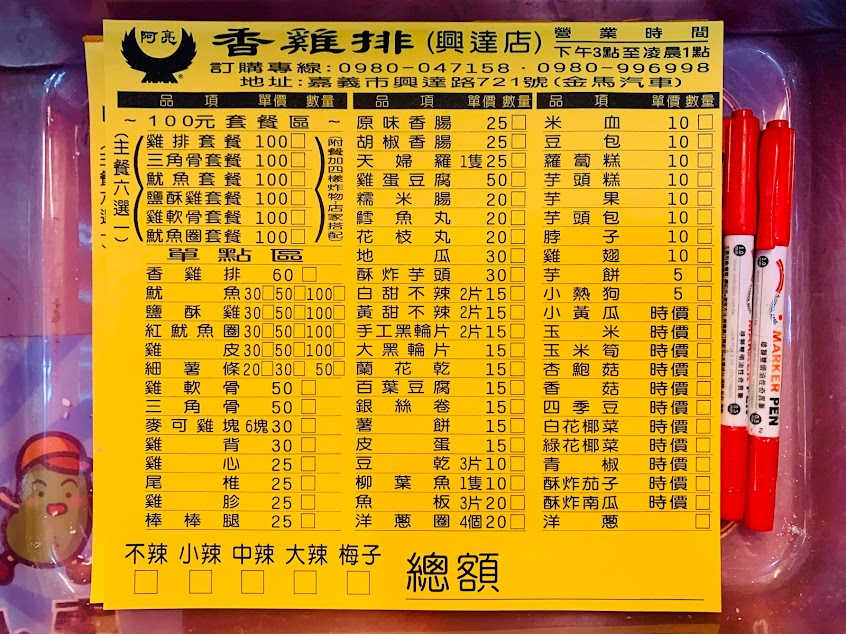 阿亮 香雞排(興達店) 營業時間
下午3點至凌晨1點
訂購專線:0980-047158·0980-996998
地址:嘉義市興達路721號(金馬汽車)
品項 單價 數量
~100元套餐區~
(主餐六選一)
雞排套餐 100□
三角骨套餐 100□
魷魚套餐 100□
鹽酥雞套餐 100□
雞軟骨套餐 100□
魷魚圈套餐 100□
(附餐加四樣炸物店家搭配)
單點區
香雞排 60□
魷魚 30□50□100□
鹽酥雞 30□50□100□
紅魷魚圈 30□50□100□
雞皮 30□50□100□
細薯條 20□30□50□
雞軟骨 50□
三角骨 50□
麥可雞塊 6塊30□
雞背 30□
雞心 25□
尾椎 25□
雞胗 25□
棒棒腿 25□
品項 單價 數量
原味香腸 25□
胡椒香腸 25□
天婦羅 1隻25□
雞蛋豆腐 50□
糯米腸 20□
鱈魚丸 20□
花枝丸 20□
地瓜 30□
酥炸芋頭 30□
白甜不辣 2片15□
黃甜不辣 2片15□
手工黑輪片 2片15□
大黑輪片 15□
蘭花乾 15□
百葉豆腐 15□
銀絲卷 15□
薯餅 15□
皮蛋 15□
豆乾 3片10□
柳葉魚 1隻10□
魚板 3片20□
洋蔥圈 4個20□
品項 單價 數量
米血 10□
豆包 10□
蘿蔔糕 10□
芋頭糕 10□
芋果 10□
芋頭包 10□
脖子 10□
雞翅 10□
芋餅 5□
小熱狗 5□
小黃瓜 時價□
玉米 時價□
玉米筍 時價□
杏鮑菇 時價□
香菇 時價□
四季豆 時價□
白花椰菜 時價□
綠花椰菜 時價□
青椒 時價□
酥炸茄子 時價□
酥炸南瓜 時價□
洋蔥 □
不辣 小辣 中辣 大辣 梅子
□ □ □ □ □
總額
MARKER PEN